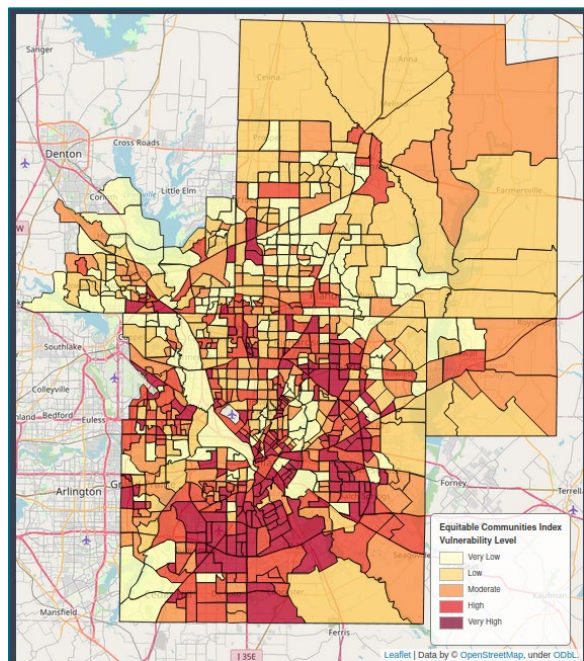 Sanger
Celina
Anna
Denton
Cross Roads
Prosper
Little Elm
Farmersville
Southlake
Colleyville
Bedford
Euless
Arlington
Forney
Terrell
Seagoville
Kaufman
Mansfield
Ferris
I 35E
Equitable Communities Index
Vulnerability Level
Very Low
Low
Moderate
High
Very High
Leaflet | Data by © OpenStreetMap, under ODbL.